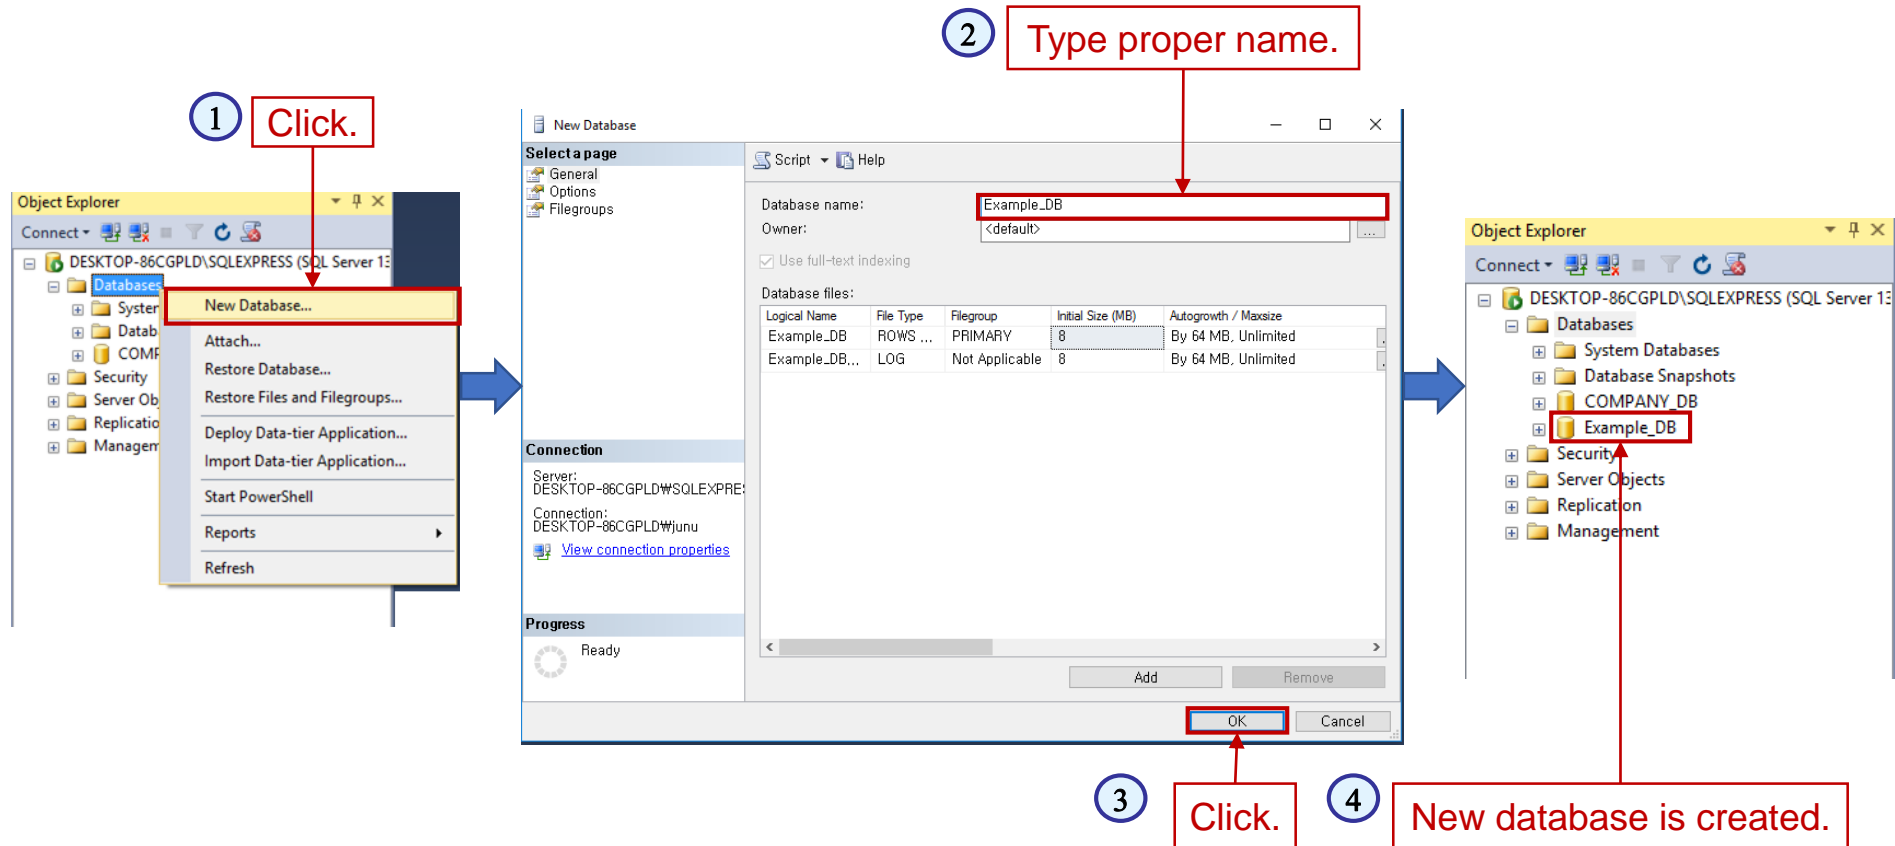 2
Type proper name.
1
Click.
Object Explorer
Connect
DESKTOP-86CGPLD\SQLEXPRESS (SQL Server 13
Databases
Syster
Datab
COMP
Security
Server Ob
Replicatio
Managem
New Database...
Attach...
Restore Database...
Restore Files and Filegroups...
Deploy Data-tier Application...
Import Data-tier Application...
Start PowerShell
Reports
Refresh
New Database
Select a page
General
Options
Filegroups
Connection
Server:
DESKTOP-86CGPLD₩SQLEXPRE
Connection:
DESKTOP-86CGPLD₩junu
View connection properties
Progress
Ready
Script Help
Database name: Example_DB
Owner: <default> ...
Use full-text indexing
Database files:
Logical Name File Type Filegroup Initial Size (MB) Autogrowth / Maxsize
Example_DB ROWS ... PRIMARY 8 By 64 MB, Unlimited
Example_DB... LOG Not Applicable 8 By 64 MB, Unlimited
Add Remove
OK Cancel
3
Click.
Object Explorer
Connect
DESKTOP-86CGPLD\SQLEXPRESS (SQL Server 13
Databases
System Databases
Database Snapshots
COMPANY_DB
Example_DB
Security
Server Objects
Replication
Management
4
New database is created.